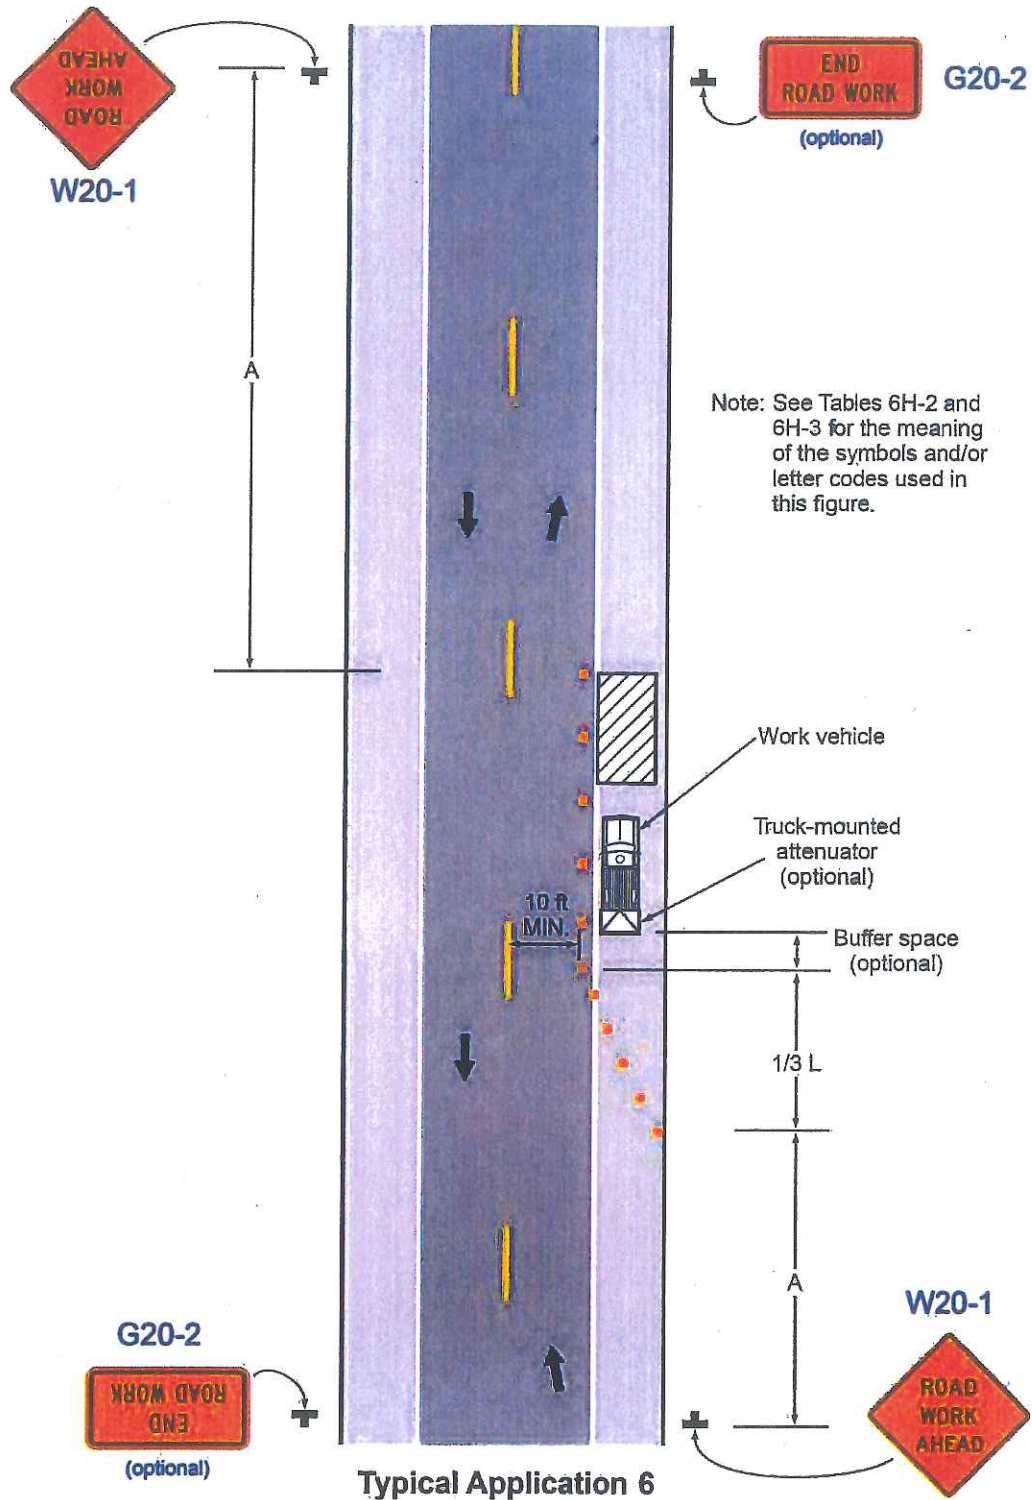 ROAD
WORK
AHEAD
W20-1
END
ROAD WORK
(optional)
G20-2
A
Note: See Tables 6H-2 and
6H-3 for the meaning
of the symbols and/or
letter codes used in
this figure.
Work vehicle
Truck-mounted
attenuator
(optional)
10 ft
MIN.
Buffer space
(optional)
1/3 L
A
W20-1
ROAD
WORK
AHEAD
G20-2
END
ROAD WORK
(optional)
Typical Application 6